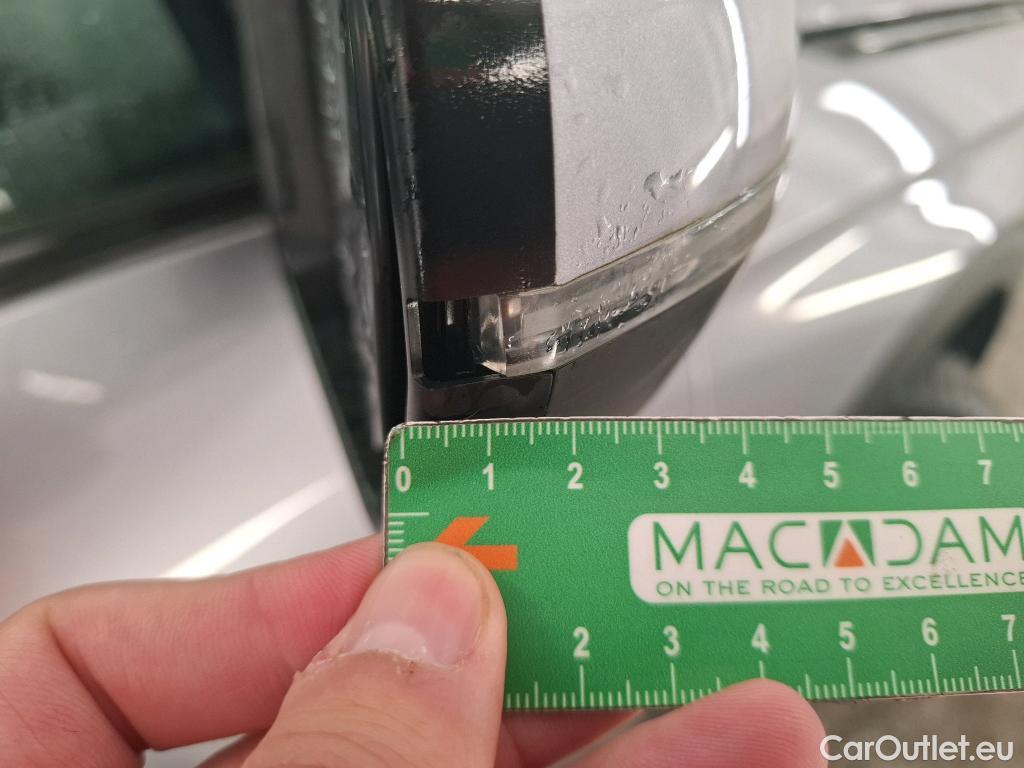 0 1 2 3 4 5 6 7
MACADAM
ON THE ROAD TO EXCELLENCE
2 3 4 5 6 7
CarOutlet.eu